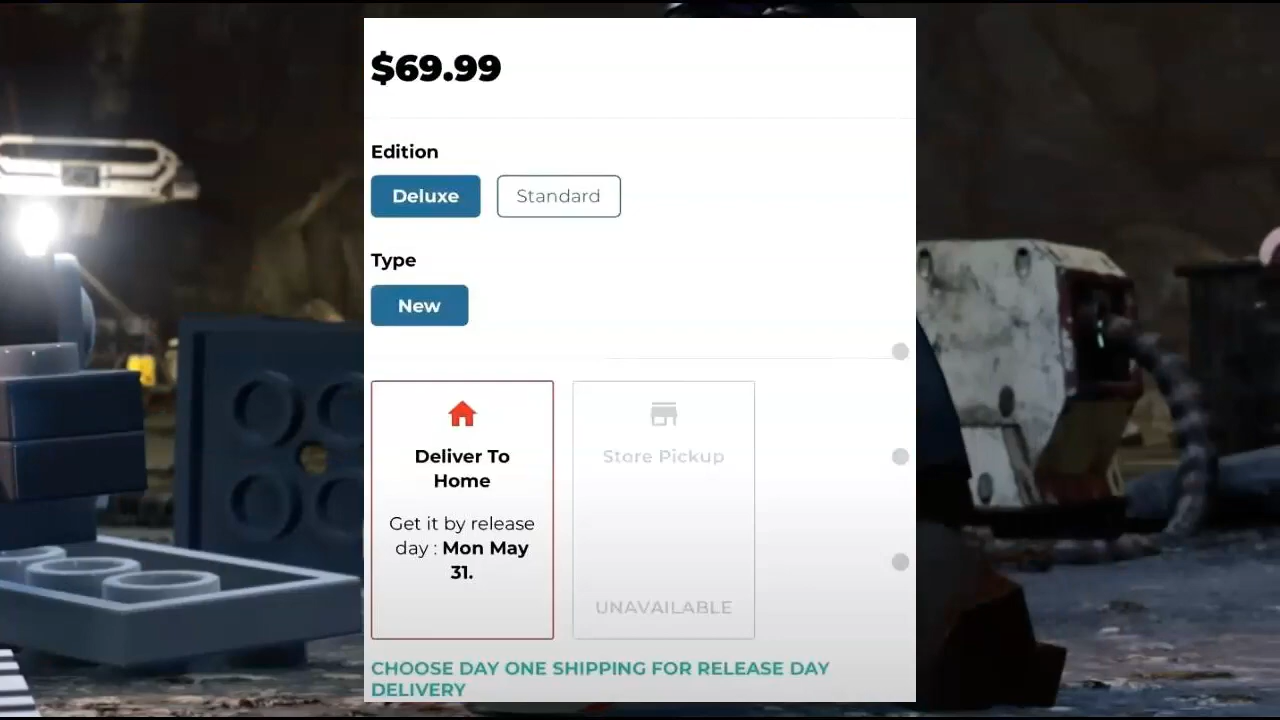 $69.99
Edition
Deluxe Standard
Type
New
Deliver To
Home
Get it by release
day : Mon May
31.
Store Pickup
UNAVAILABLE
CHOOSE DAY ONE SHIPPING FOR RELEASE DAY
DELIVERY